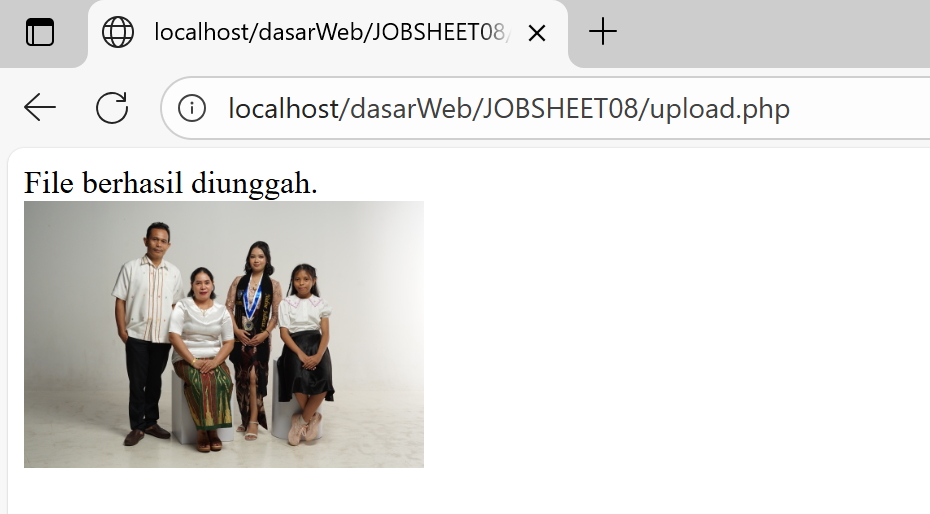 localhost/dasarWeb/JOBSHEET08/
localhost/dasarWeb/JOBSHEET08/upload.php
File berhasil diunggah.